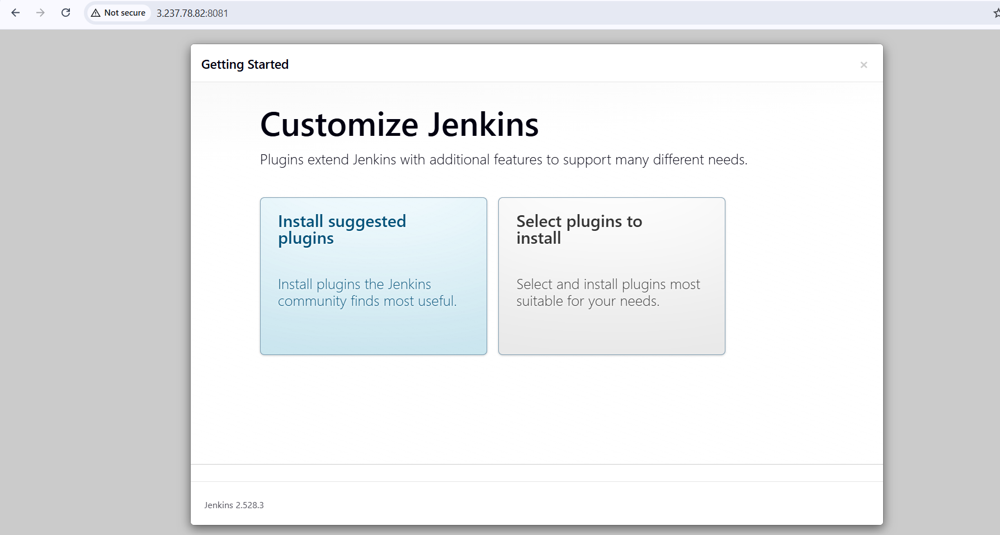 Not secure 3.237.78.82:8081
Getting Started ×
Customize Jenkins
Plugins extend Jenkins with additional features to support many different needs.
Install suggested
plugins
Install plugins the Jenkins
community finds most useful.
Select plugins to
install
Select and install plugins most
suitable for your needs.
Jenkins 2.528.3